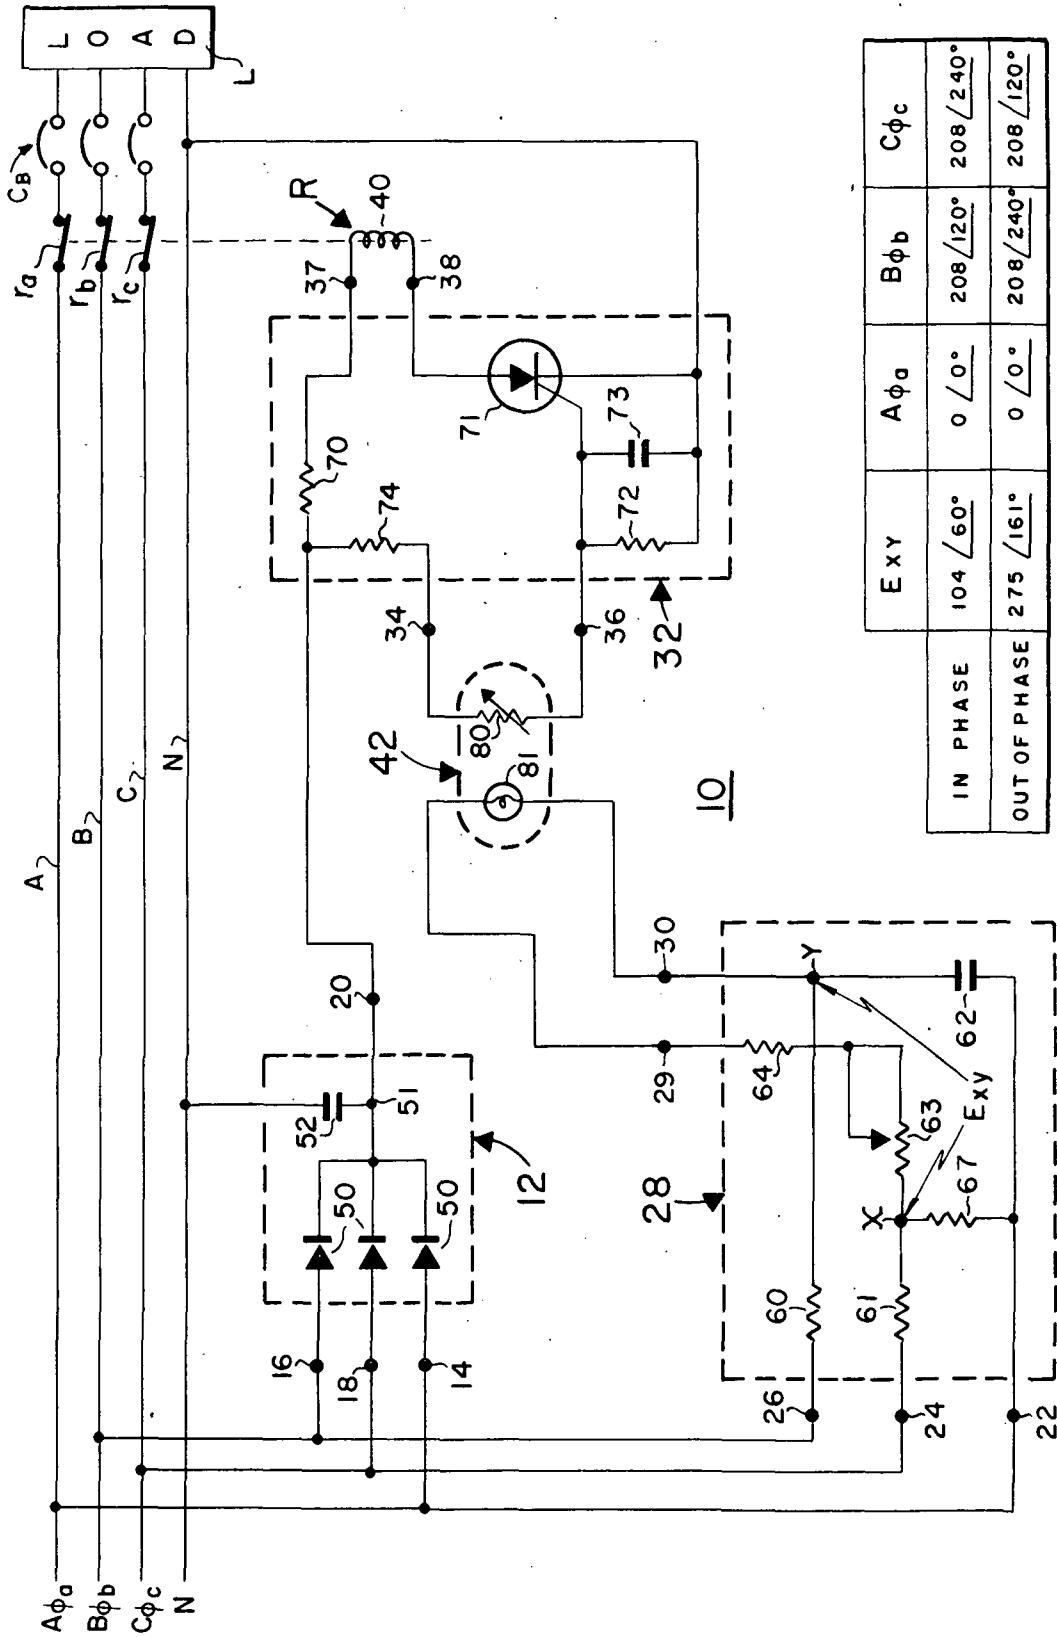 Aϕa
Bϕb
Cϕc
N
A
B
C
N
ra
rb
rc
CB
L
O
A
D
L
16
18
14
50
50
52
51
12
20
70
74
37
38
R
40
71
73
72
34
36
32
42
80
81
10
26
24
22
60
61
28
X
67
63
64
29
30
Y
62
Exy
EXY Aϕa Bϕb Cϕc
IN PHASE 104/60° 0/0° 208/120° 208/240°
OUT OF PHASE 275/161° 0/0° 208/240° 208/120°